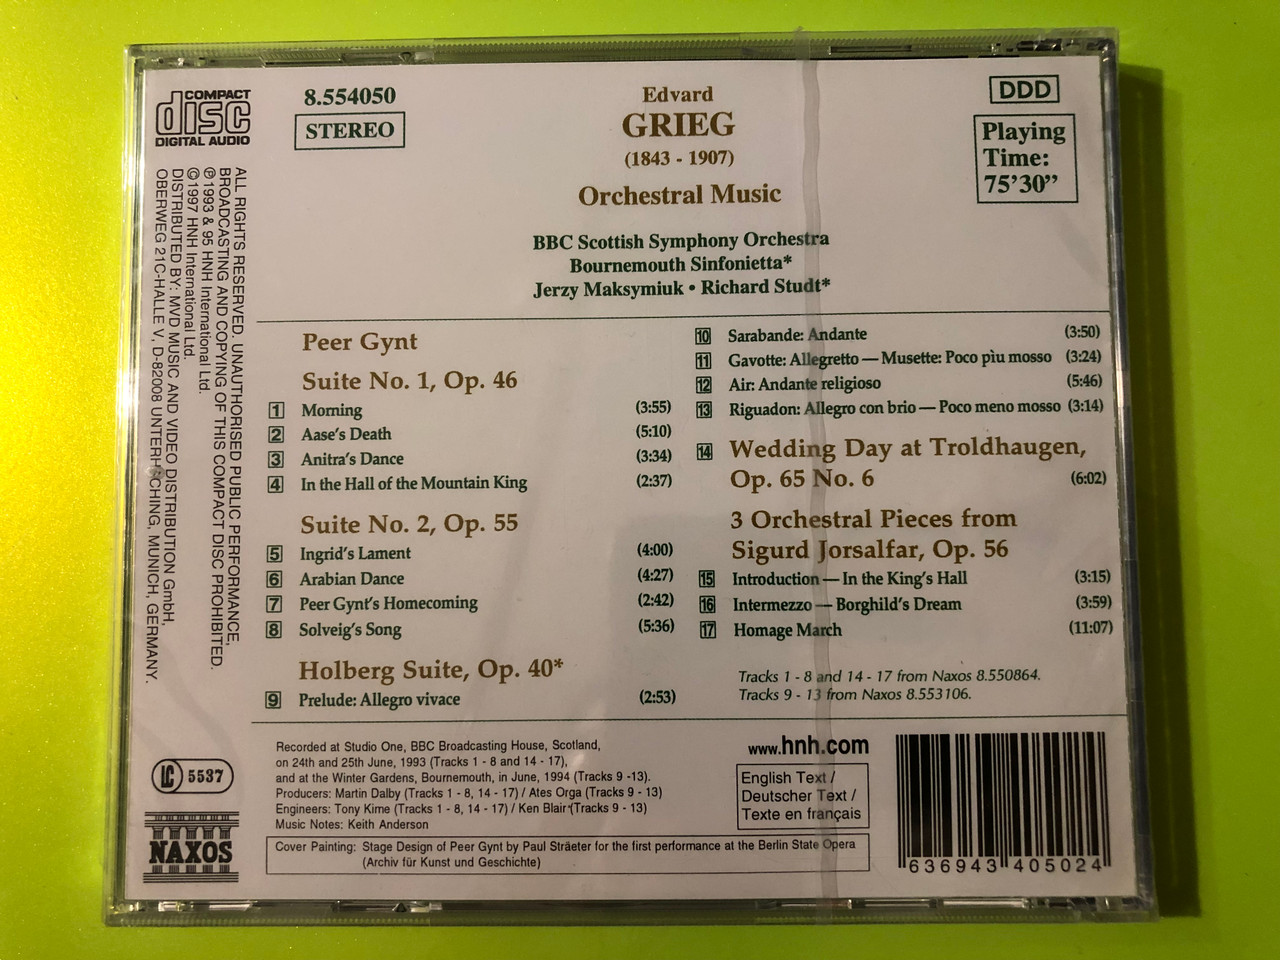 COMPACT
disc
DIGITAL AUDIO
8.554050
STEREO
Edvard
GRIEG
(1843 - 1907)
Orchestral Music
DDD
Playing
Time:
75’30”
BBC Scottish Symphony Orchestra
Bournemouth Sinfonietta*
Jerzy Maksymiuk • Richard Studt*
ALL RIGHTS RESERVED. UNAUTHORISED PUBLIC PERFORMANCE,
BROADCASTING AND COPYING OF THIS COMPACT DISC PROHIBITED.
℗ 1993 & 95 HNH International Ltd.
© 1997 HNH International Ltd.
DISTRIBUTED BY: MVD MUSIC AND VIDEO DISTRIBUTION GmbH,
OBERWEG 21C-HALLE V, D-82008 UNTERHACHING, MUNICH, GERMANY.
Peer Gynt
Suite No. 1, Op. 46
1 Morning (3:55)
2 Aase's Death (5:10)
3 Anitra's Dance (3:34)
4 In the Hall of the Mountain King (2:37)
Suite No. 2, Op. 55
5 Ingrid's Lament (4:00)
6 Arabian Dance (4:27)
7 Peer Gynt's Homecoming (2:42)
8 Solveig's Song (5:36)
Holberg Suite, Op. 40*
9 Prelude: Allegro vivace (2:53)
10 Sarabande: Andante (3:50)
11 Gavotte: Allegretto — Musette: Poco pìu mosso (3:24)
12 Air: Andante religioso (5:46)
13 Riguadon: Allegro con brio — Poco meno mosso (3:14)
14 Wedding Day at Troldhaugen,
Op. 65 No. 6 (6:02)
3 Orchestral Pieces from
Sigurd Jorsalfar, Op. 56
15 Introduction — In the King's Hall (3:15)
16 Intermezzo — Borghild's Dream (3:59)
17 Homage March (11:07)
Tracks 1 - 8 and 14 - 17 from Naxos 8.550864.
Tracks 9 - 13 from Naxos 8.553106.
LC 5537
NAXOS
Recorded at Studio One, BBC Broadcasting House, Scotland,
on 24th and 25th June, 1993 (Tracks 1 - 8 and 14 - 17),
and at the Winter Gardens, Bournemouth, in June, 1994 (Tracks 9 -13).
Producers: Martin Dalby (Tracks 1 - 8, 14 - 17) / Ates Orga (Tracks 9 - 13)
Engineers: Tony Kime (Tracks 1 - 8, 14 - 17) / Ken Blair (Tracks 9 - 13)
Music Notes: Keith Anderson
Cover Painting: Stage Design of Peer Gynt by Paul Sträeter for the first performance at the Berlin State Opera
(Archiv für Kunst und Geschichte)
www.hnh.com
English Text /
Deutscher Text /
Texte en français
636943 405024